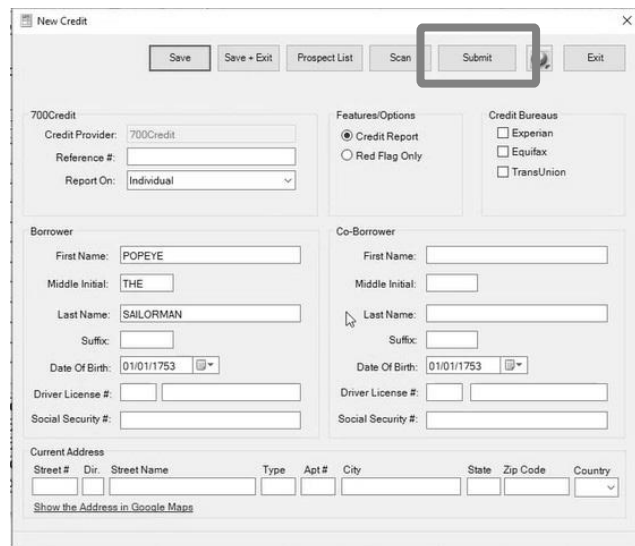 New Credit
Save Save + Exit Prospect List Scan Submit Exit
700Credit Features/Options Credit Bureaus
Credit Provider: 700Credit Credit Report Experian
Reference #: Red Flag Only Equifax
Report On: Individual TransUnion
Borrower Co-Borrower
First Name: POPEYE First Name:
Middle Initial: THE Middle Initial:
Last Name: SAILORMAN Last Name:
Suffix: Suffix:
Date Of Birth: 01/01/1753 Date Of Birth: 01/01/1753
Driver License #: Driver License #:
Social Security #: Social Security #:
Current Address
Street # Dir. Street Name Type Apt # City State Zip Code Country
Show the Address in Google Maps